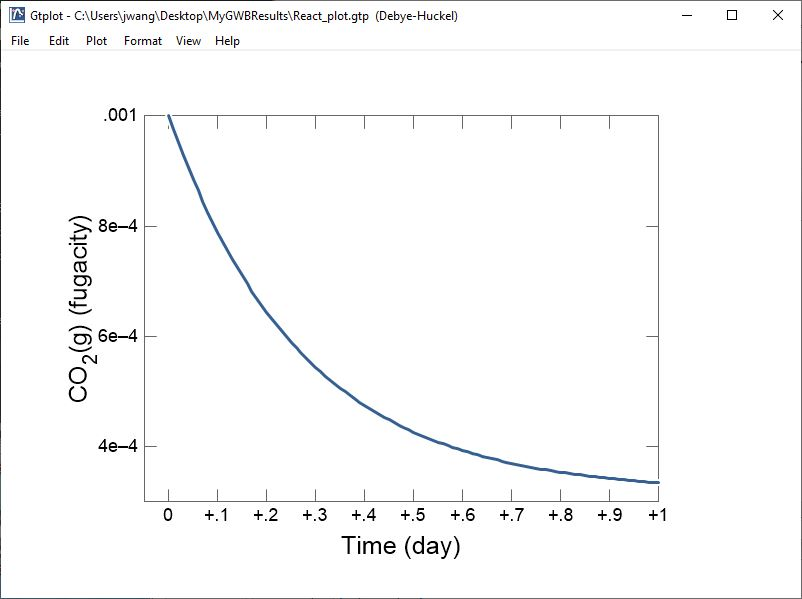 Gtplot - C:\Users\jwang\Desktop\MyGWBResults\React_plot.gtp (Debye-Huckel)
File Edit Plot Format View Help
.001
8e–4
6e–4
4e–4
CO2(g) (fugacity)
0 +.1 +.2 +.3 +.4 +.5 +.6 +.7 +.8 +.9 +1
Time (day)